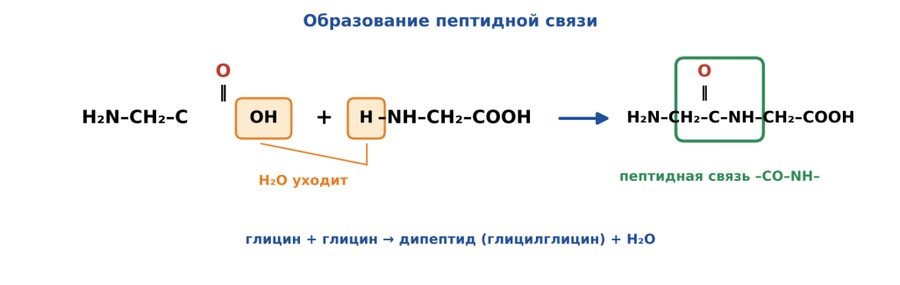 Образование пептидной связи
O
‖
H₂N–CH₂–C OH + H –NH–CH₂–COOH
O
‖
H₂N–CH₂–C–NH–CH₂–COOH
H₂O уходит
пептидная связь –CO–NH–
глицин + глицин → дипептид (глицилглицин) + H₂O